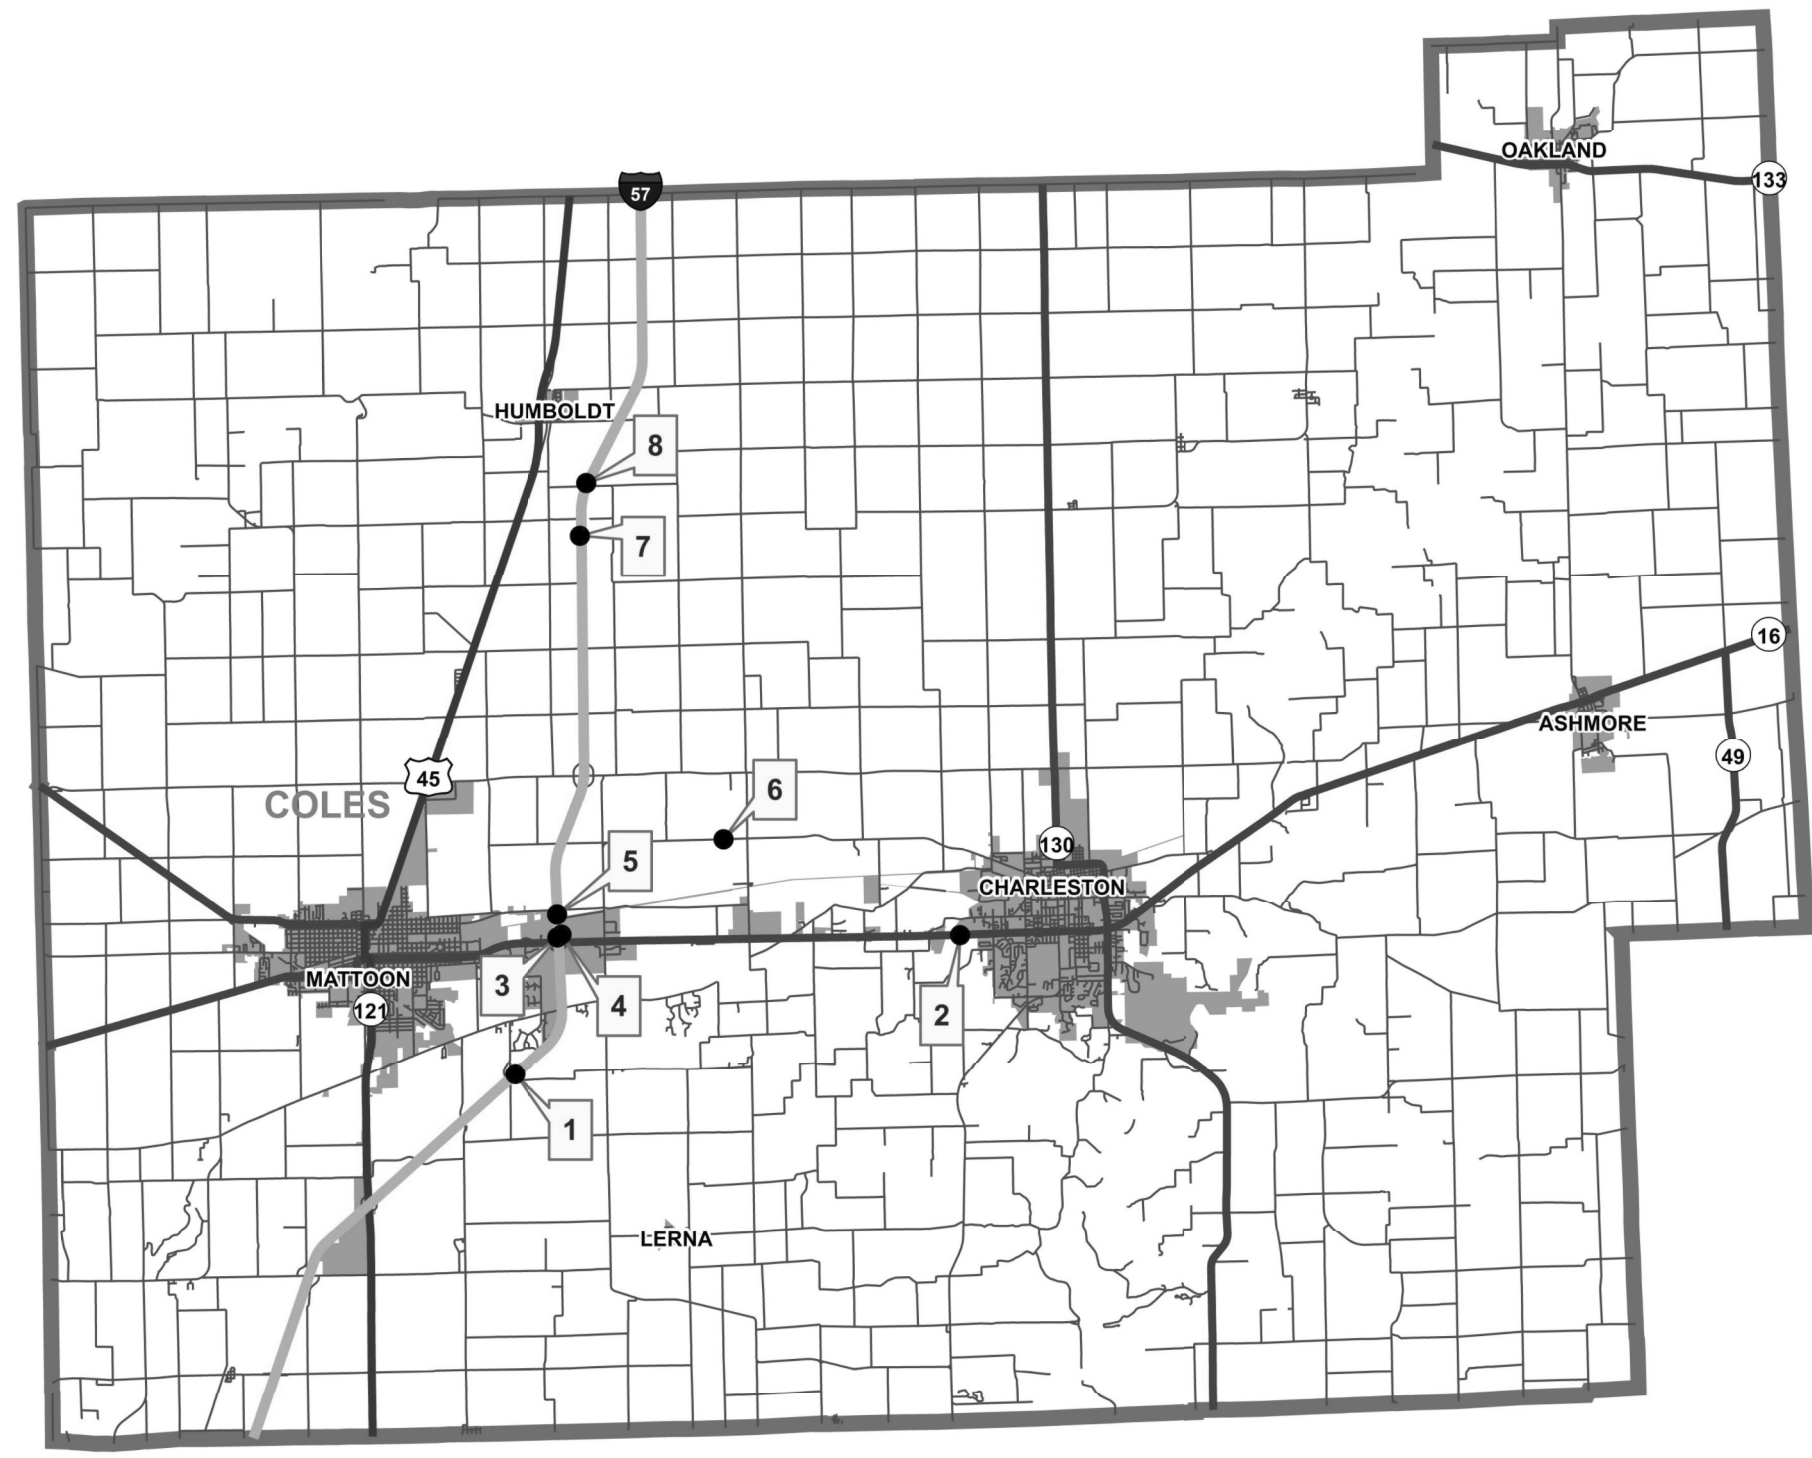 OAKLAND
133
57
HUMBOLDT
8
7
16
ASHMORE
49
45
COLES
6
130
5
CHARLESTON
MATTOON
3
4
2
121
1
LERNA